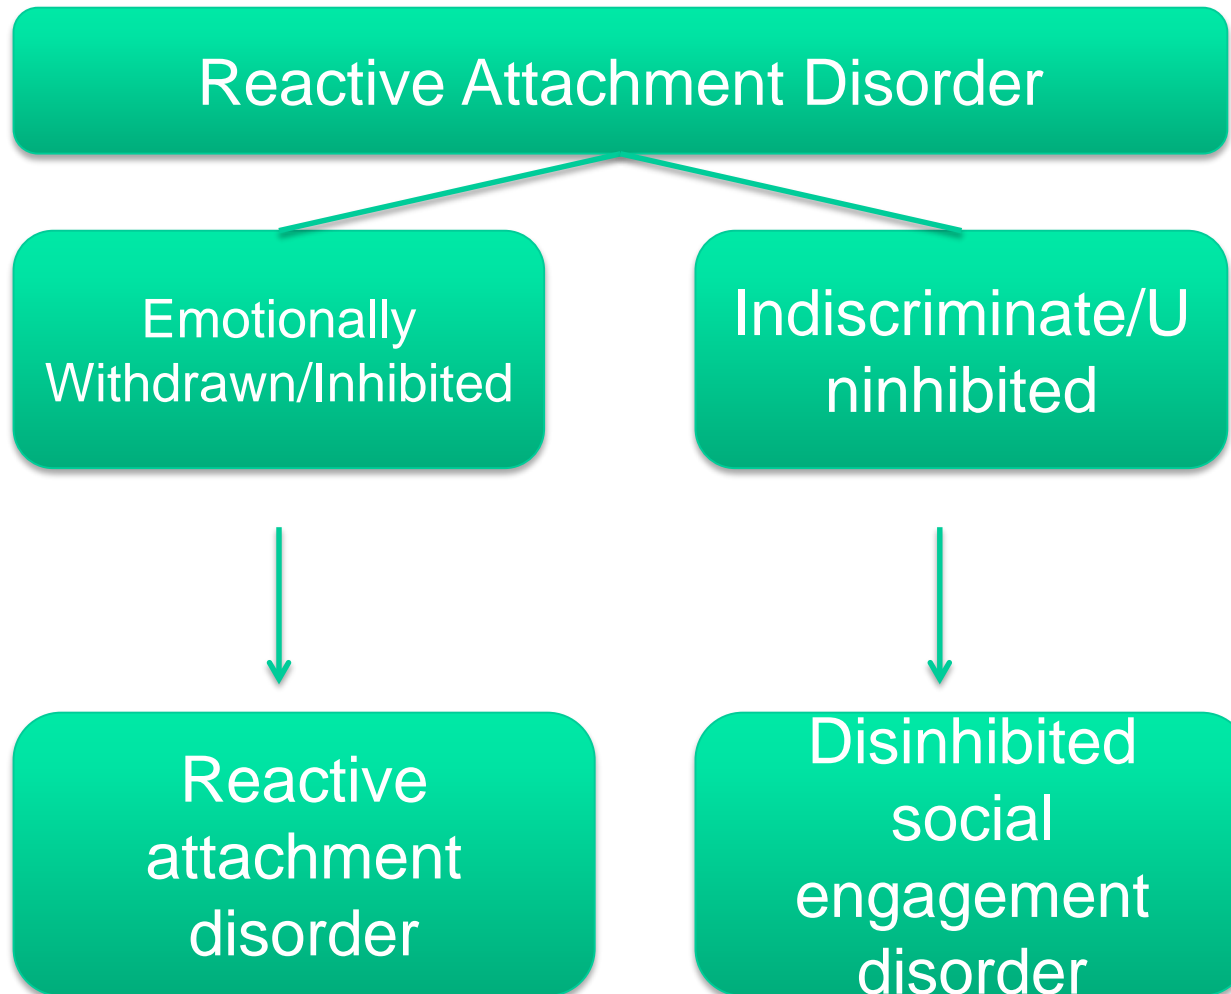 Reactive Attachment Disorder
Emotionally
Withdrawn/Inhibited
Indiscriminate/U
ninhibited
Reactive
attachment
disorder
Disinhibited
social
engagement
disorder